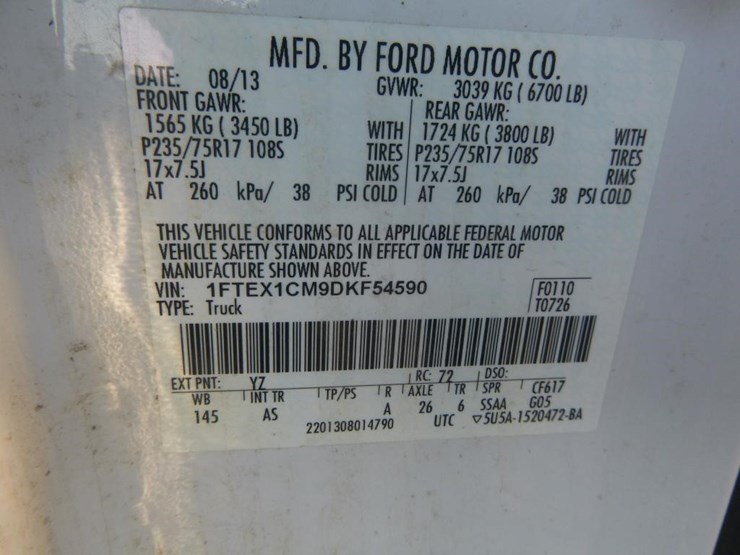 MFD. BY FORD MOTOR CO.
DATE: 08/13 GVWR: 3039 KG ( 6700 LB)
FRONT GAWR: REAR GAWR:
1565 KG ( 3450 LB) WITH 1724 KG ( 3800 LB) WITH
P235/75R17 108S TIRES P235/75R17 108S TIRES
17x7.5J RIMS 17x7.5J RIMS
AT 260 kPa/ 38 PSI COLD AT 260 kPa/ 38 PSI COLD
THIS VEHICLE CONFORMS TO ALL APPLICABLE FEDERAL MOTOR
VEHICLE SAFETY STANDARDS IN EFFECT ON THE DATE OF
MANUFACTURE SHOWN ABOVE.
VIN: 1FTEX1CM9DKF54590 F0110
TYPE: Truck T0726
EXT PNT: YZ RC: 72 DSO:
WB INT TR TP/PS R AXLE TR SPR CF617
145 AS A 26 6 SSAA G05
2201308014790 UTC ▽5U5A-1520472-BA